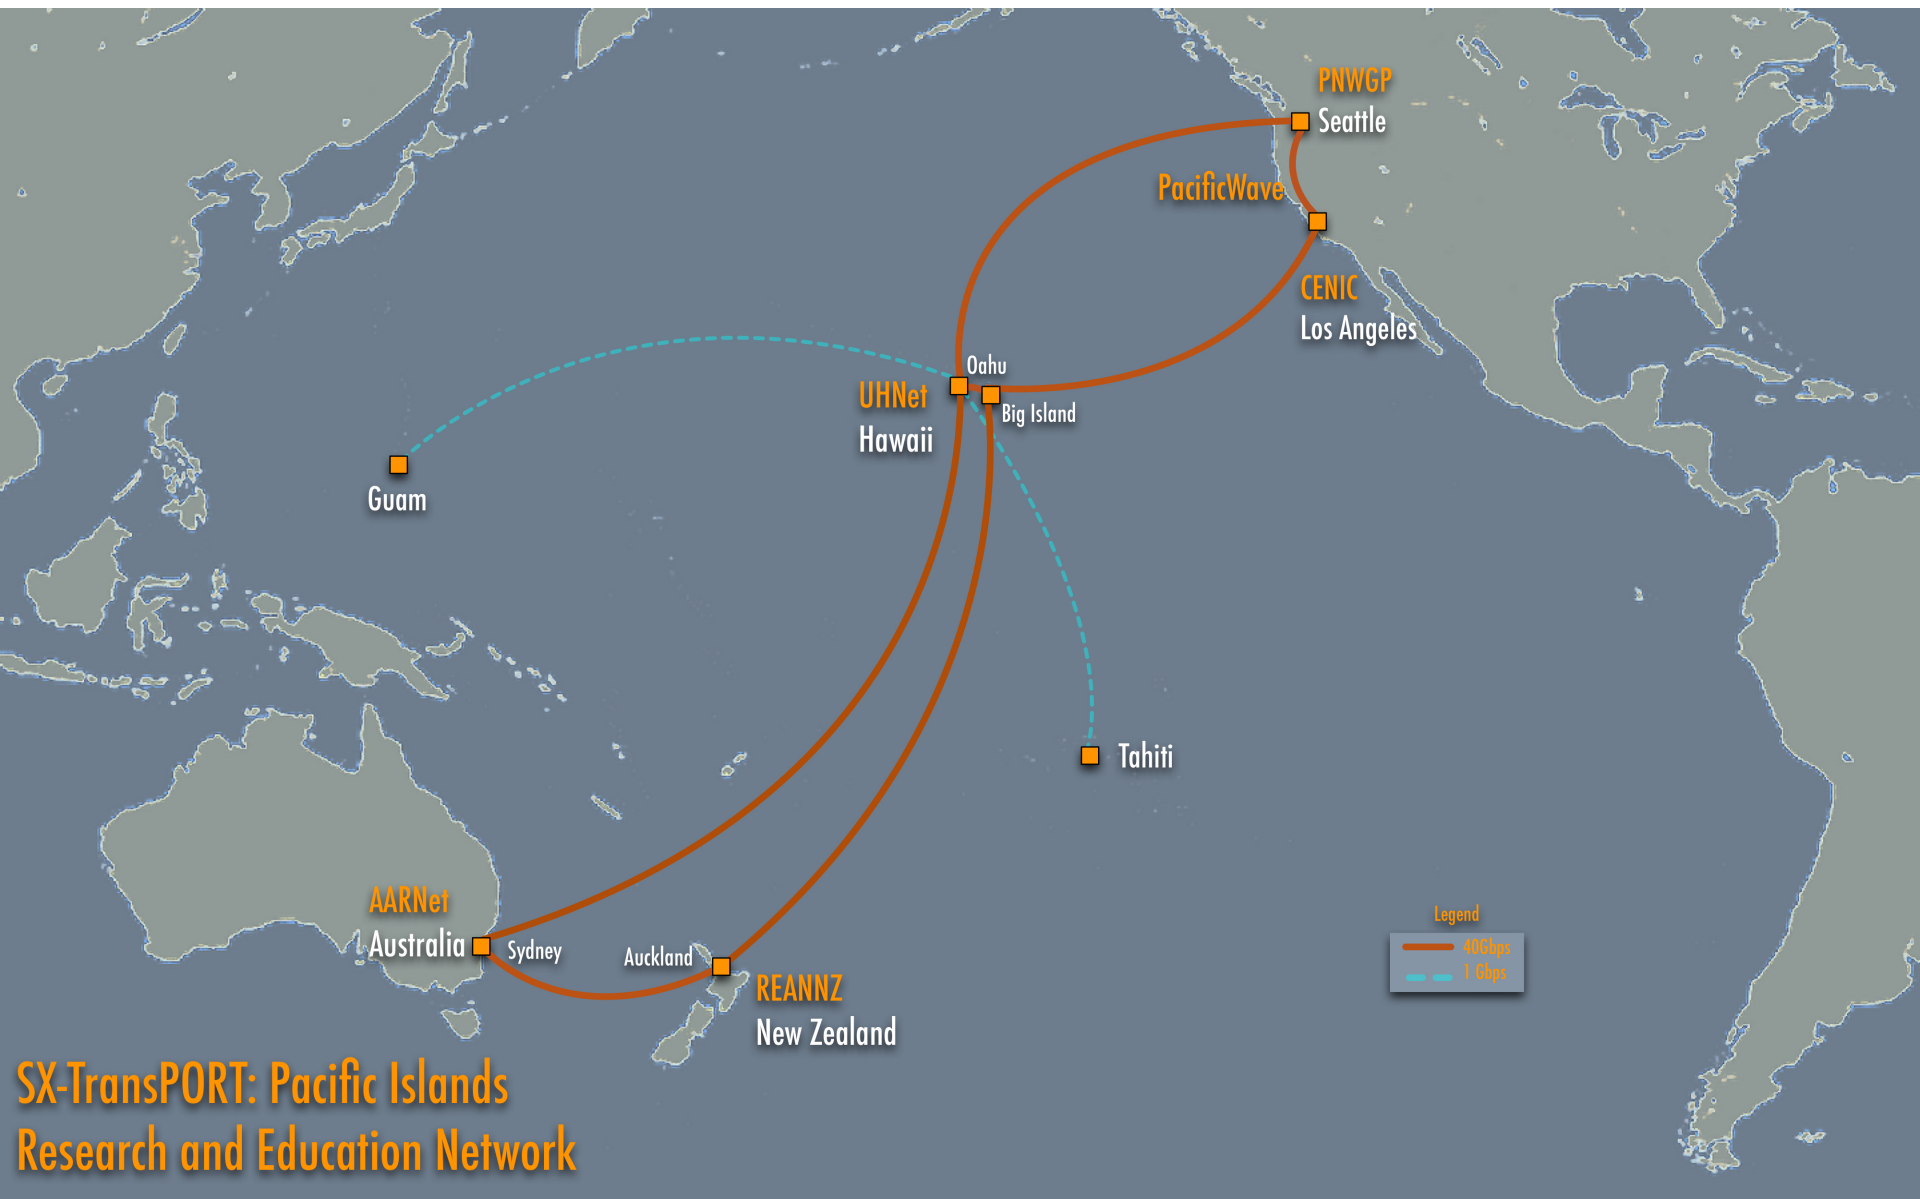 PNWGP
Seattle
PacificWave
CENIC
Los Angeles
Oahu
UHNet
Big Island
Hawaii
Guam
Tahiti
AARNet
Australia
Sydney
Auckland
REANNZ
New Zealand
Legend
40Gbps
1 Gbps
SX-TransPORT: Pacific Islands
Research and Education Network